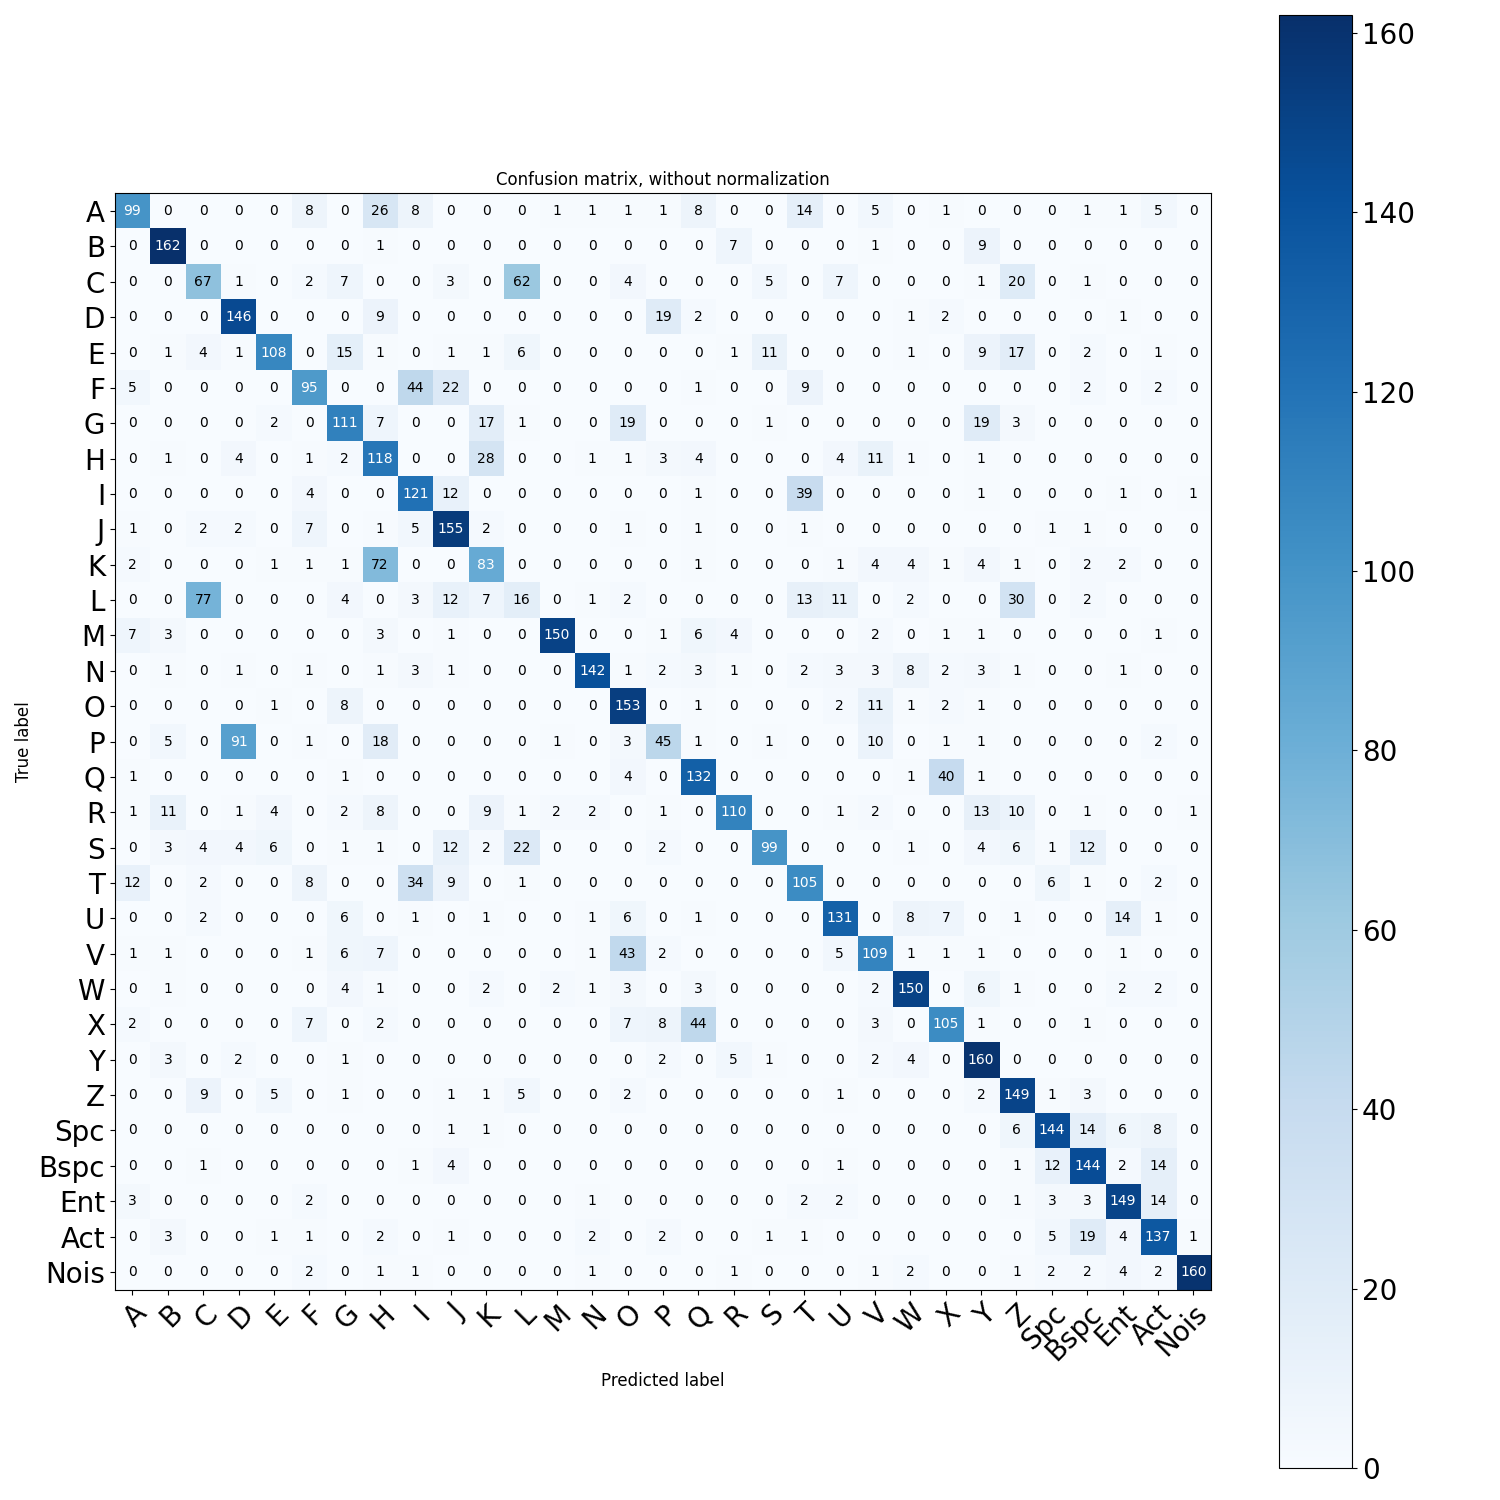 Confusion matrix, without normalization
A 99 0 0 0 0 8 0 26 8 0 0 0 1 1 1 1 8 0 0 14 0 5 0 1 0 0 0 1 1 5 0
B 0 162 0 0 0 0 0 1 0 0 0 0 0 0 0 0 0 7 0 0 0 1 0 0 9 0 0 0 0 0 0
C 0 0 67 1 0 2 7 0 0 3 0 62 0 0 4 0 0 0 5 0 7 0 0 0 1 20 0 1 0 0 0
D 0 0 0 146 0 0 0 9 0 0 0 0 0 0 0 19 2 0 0 0 0 0 1 2 0 0 0 0 1 0 0
E 0 1 4 1 108 0 15 1 0 1 1 6 0 0 0 0 0 1 11 0 0 0 1 0 9 17 0 2 0 1 0
F 5 0 0 0 0 95 0 0 44 22 0 0 0 0 0 0 1 0 0 9 0 0 0 0 0 0 0 2 0 2 0
G 0 0 0 0 2 0 111 7 0 0 17 1 0 0 19 0 0 0 1 0 0 0 0 0 19 3 0 0 0 0 0
H 0 1 0 4 0 1 2 118 0 0 28 0 0 1 1 3 4 0 0 0 4 11 1 0 1 0 0 0 0 0 0
I 0 0 0 0 0 4 0 0 121 12 0 0 0 0 0 0 1 0 0 39 0 0 0 0 1 0 0 0 1 0 1
J 1 0 2 2 0 7 0 1 5 155 2 0 0 0 1 0 1 0 0 1 0 0 0 0 0 0 1 1 0 0 0
K 2 0 0 0 1 1 1 72 0 0 83 0 0 0 0 0 1 0 0 0 1 4 4 1 4 1 0 2 2 0 0
L 0 0 77 0 0 0 4 0 3 12 7 16 0 1 2 0 0 0 0 13 11 0 2 0 0 30 0 2 0 0 0
M 7 3 0 0 0 0 0 3 0 1 0 0 150 0 0 1 6 4 0 0 0 2 0 1 1 0 0 0 0 1 0
N 0 1 0 1 0 1 0 1 3 1 0 0 0 142 1 2 3 1 0 2 3 3 8 2 3 1 0 0 1 0 0
O 0 0 0 0 1 0 8 0 0 0 0 0 0 0 153 0 1 0 0 0 2 11 1 2 1 0 0 0 0 0 0
P 0 5 0 91 0 1 0 18 0 0 0 0 1 0 3 45 1 0 1 0 0 10 0 1 1 0 0 0 0 2 0
Q 1 0 0 0 0 0 1 0 0 0 0 0 0 0 4 0 132 0 0 0 0 0 1 40 1 0 0 0 0 0 0
R 1 11 0 1 4 0 2 8 0 0 9 1 2 2 0 1 0 110 0 0 1 2 0 0 13 10 0 1 0 0 1
S 0 3 4 4 6 0 1 1 0 12 2 22 0 0 0 2 0 0 99 0 0 0 1 0 4 6 1 12 0 0 0
T 12 0 2 0 0 8 0 0 34 9 0 1 0 0 0 0 0 0 0 105 0 0 0 0 0 0 6 1 0 2 0
U 0 0 2 0 0 0 6 0 1 0 1 0 0 1 6 0 1 0 0 0 131 0 8 7 0 1 0 0 14 1 0
V 1 1 0 0 0 1 6 7 0 0 0 0 0 1 43 2 0 0 0 0 5 109 1 1 1 0 0 0 1 0 0
W 0 1 0 0 0 0 4 1 0 0 2 0 2 1 3 0 3 0 0 0 0 2 150 0 6 1 0 0 2 2 0
X 2 0 0 0 0 7 0 2 0 0 0 0 0 0 7 8 44 0 0 0 0 3 0 105 1 0 0 1 0 0 0
Y 0 3 0 2 0 0 1 0 0 0 0 0 0 0 0 2 0 5 1 0 0 2 4 0 160 0 0 0 0 0 0
Z 0 0 9 0 5 0 1 0 0 1 1 5 0 0 2 0 0 0 0 0 1 0 0 0 2 149 1 3 0 0 0
Spc 0 0 0 0 0 0 0 0 0 1 1 0 0 0 0 0 0 0 0 0 0 0 0 0 0 6 144 14 6 8 0
Bspc 0 0 1 0 0 0 0 0 1 4 0 0 0 0 0 0 0 0 0 0 1 0 0 0 0 1 12 144 2 14 0
Ent 3 0 0 0 0 2 0 0 0 0 0 0 0 1 0 0 0 0 0 2 2 0 0 0 0 1 3 3 149 14 0
Act 0 3 0 0 1 1 0 2 0 1 0 0 0 2 0 2 0 0 1 1 0 0 0 0 0 0 5 19 4 137 1
Nois 0 0 0 0 0 2 0 1 1 0 0 0 0 1 0 0 0 1 0 0 0 1 2 0 0 1 2 2 4 2 160
A B C D E F G H I J K L M N O P Q R S T U V W X Y Z Spc Bspc Ent Act Nois
Predicted label
True label
160
140
120
100
80
60
40
20
0